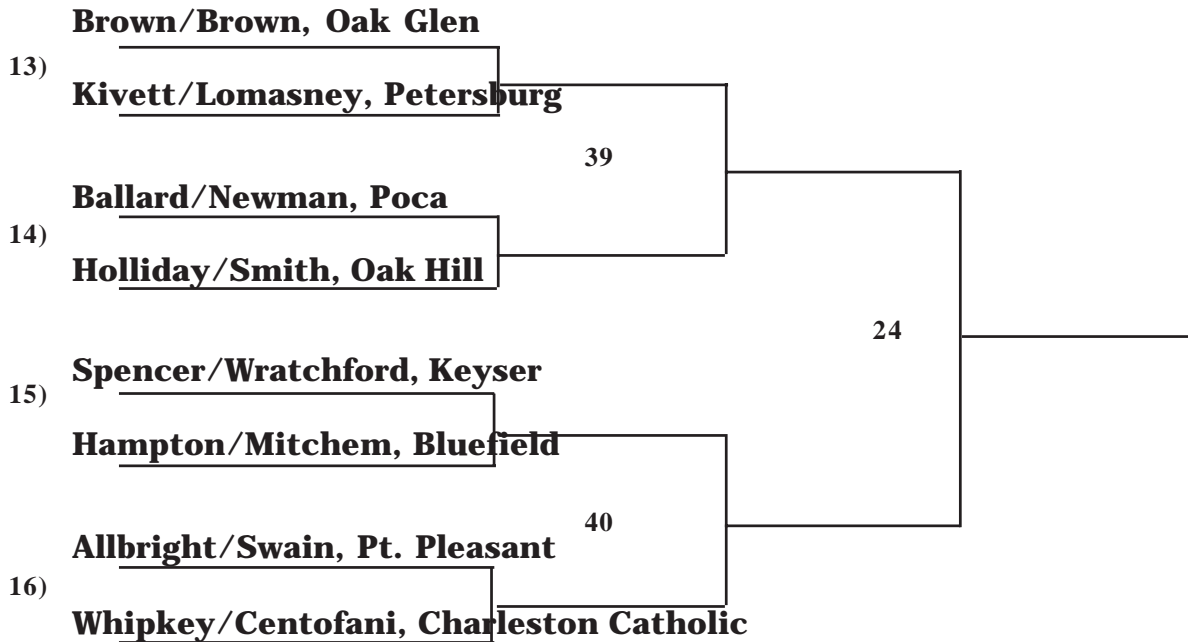 Brown/Brown, Oak Glen
13)
Kivett/Lomasney, Petersburg
39
Ballard/Newman, Poca
14)
Holliday/Smith, Oak Hill
24
Spencer/Wratchford, Keyser
15)
Hampton/Mitchem, Bluefield
40
Allbright/Swain, Pt. Pleasant
16)
Whipkey/Centofani, Charleston Catholic